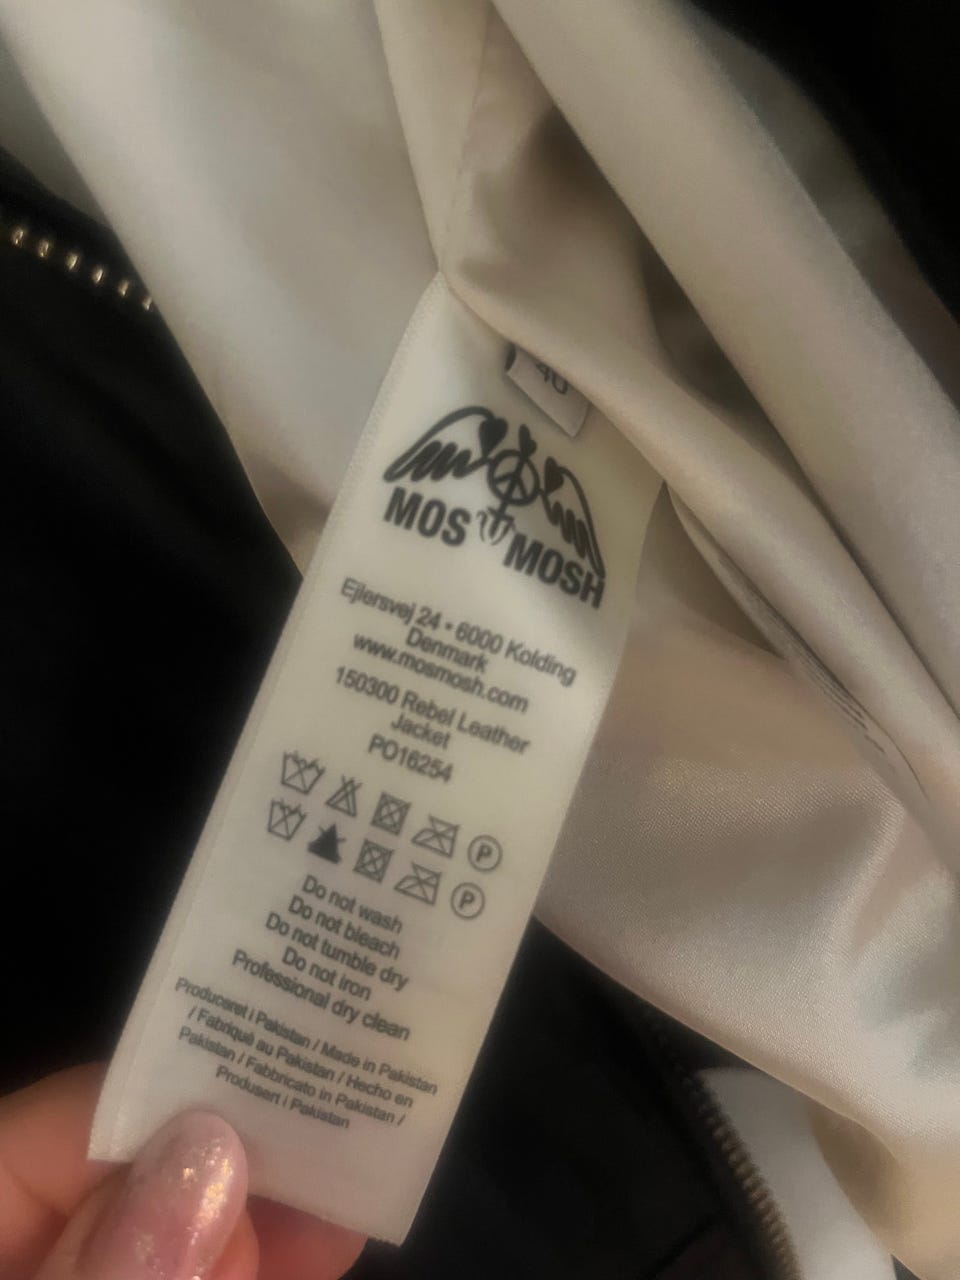 40
MOS MOSH
Ejlersvej 24 • 6000 Kolding
Denmark
www.mosmosh.com
150300 Rebel Leather
Jacket
PO16254
P
P
Do not wash
Do not bleach
Do not tumble dry
Do not iron
Professional dry clean
Produceret i Pakistan / Made in Pakistan
/ Fabriqué au Pakistan / Hecho en
Pakistan / Fabbricato in Pakistan /
Produsert i Pakistan